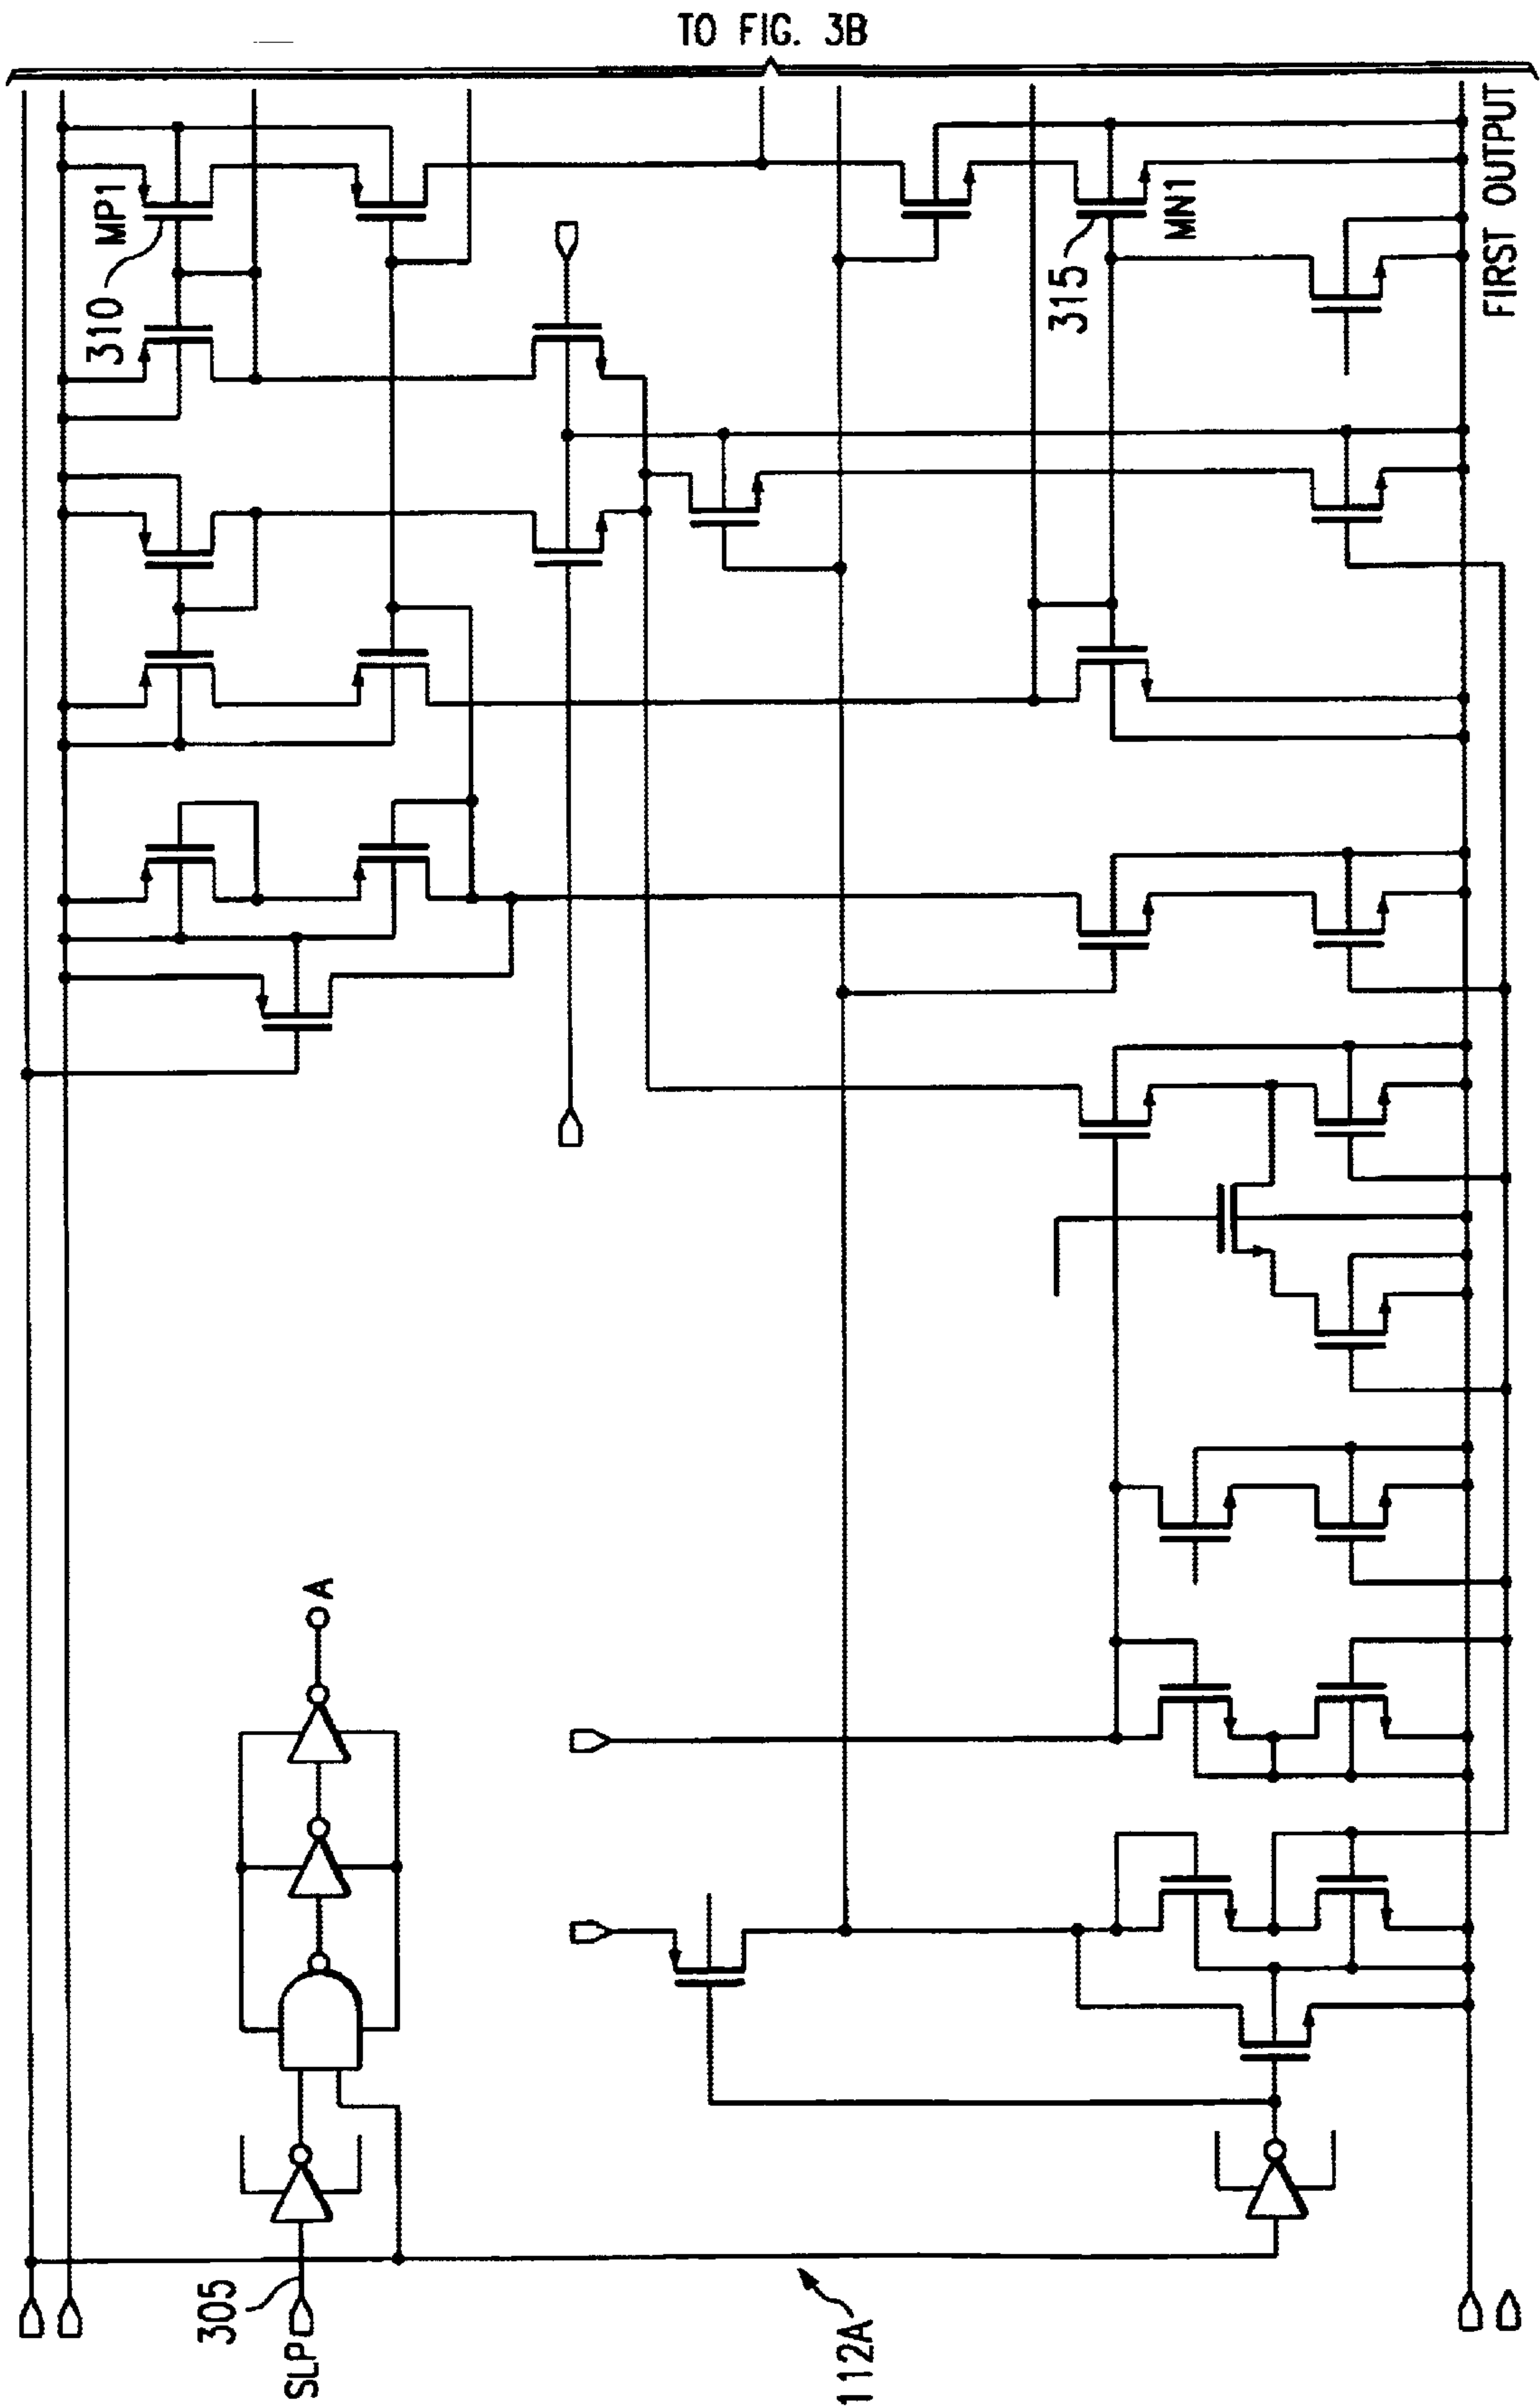 TO FIG. 3B
MP1
310
315
MN1
FIRST OUTPUT
A
305
SLP
112A